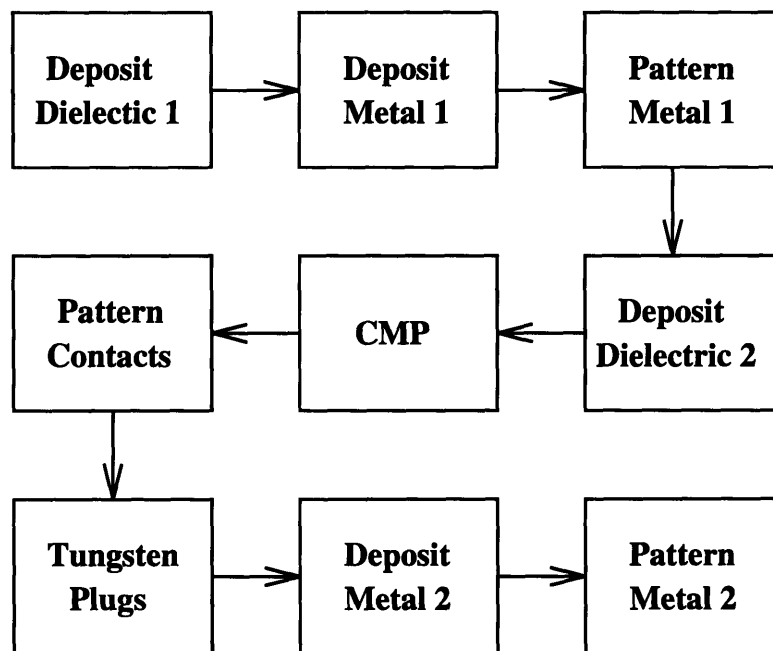 Deposit
Dielectic 1
Deposit
Metal 1
Pattern
Metal 1
Pattern
Contacts
CMP
Deposit
Dielectric 2
Tungsten
Plugs
Deposit
Metal 2
Pattern
Metal 2